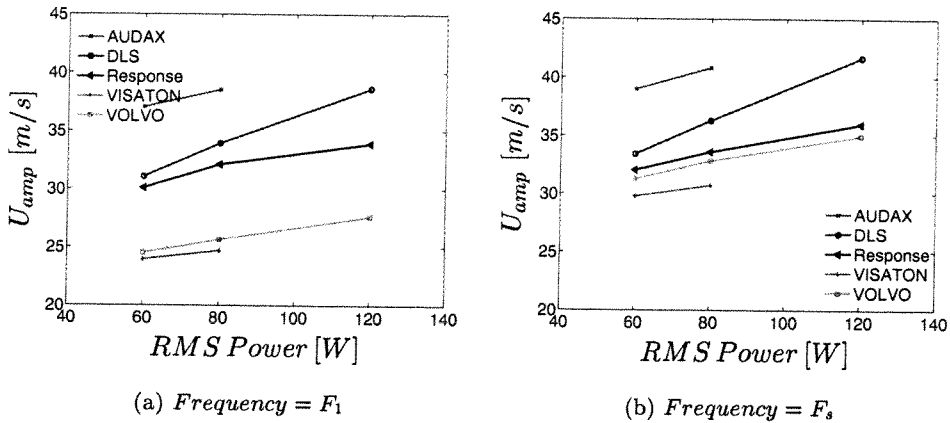 45
40
35
30
25
20
U_amp [m/s]
AUDAX
DLS
Response
VISATON
VOLVO
40 60 80 100 120 140
RMS Power [W]
(a) Frequency = F_1
45
40
35
30
25
20
U_amp [m/s]
AUDAX
DLS
Response
VISATON
VOLVO
40 60 80 100 120 140
RMS Power [W]
(b) Frequency = F_s